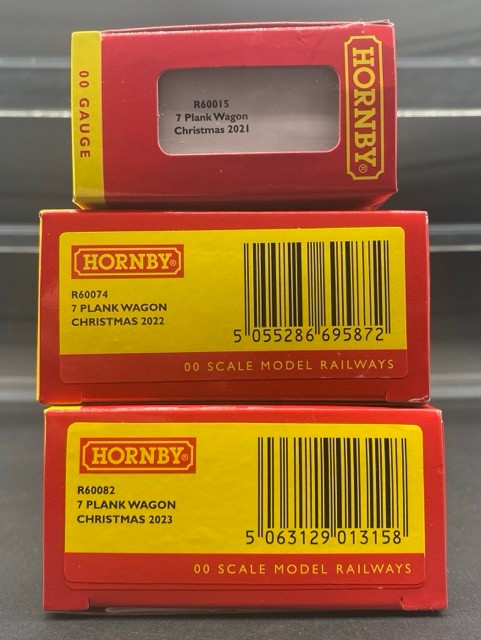 00 GAUGE
R60015
7 Plank Wagon
Christmas 2021
HORNBY®
HORNBY®
R60074
7 PLANK WAGON
CHRISTMAS 2022
5 055286 695872
00 SCALE MODEL RAILWAYS
HORNBY®
R60082
7 PLANK WAGON
CHRISTMAS 2023
5 063129 013158
00 SCALE MODEL RAILWAYS